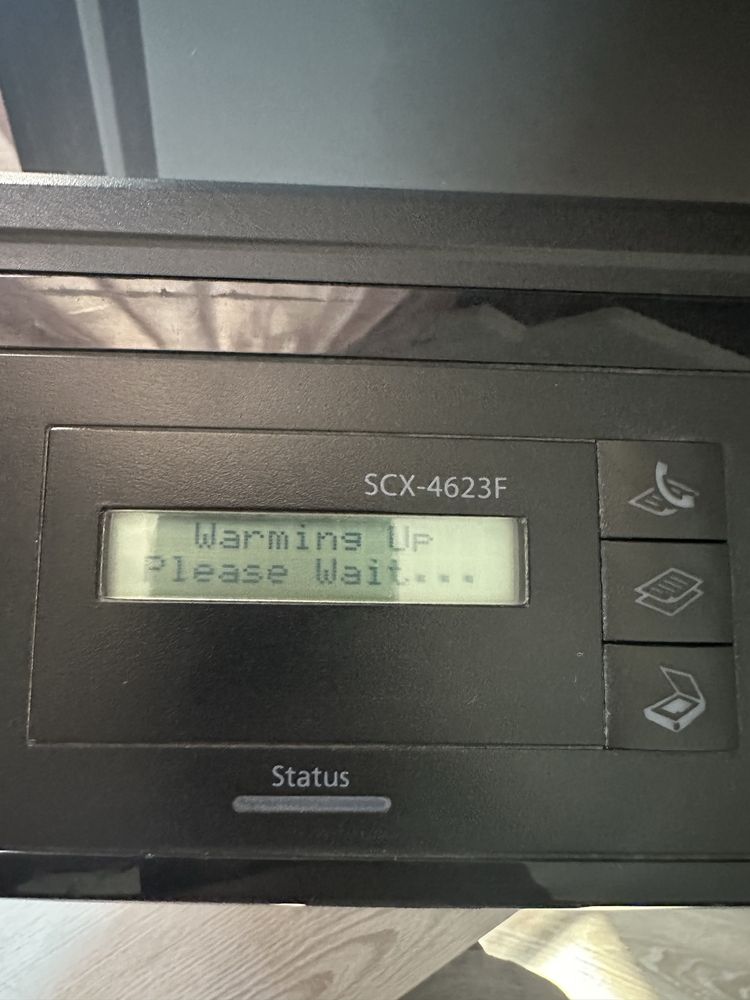 SCX-4623F
Warming Up
Please Wait...
Status